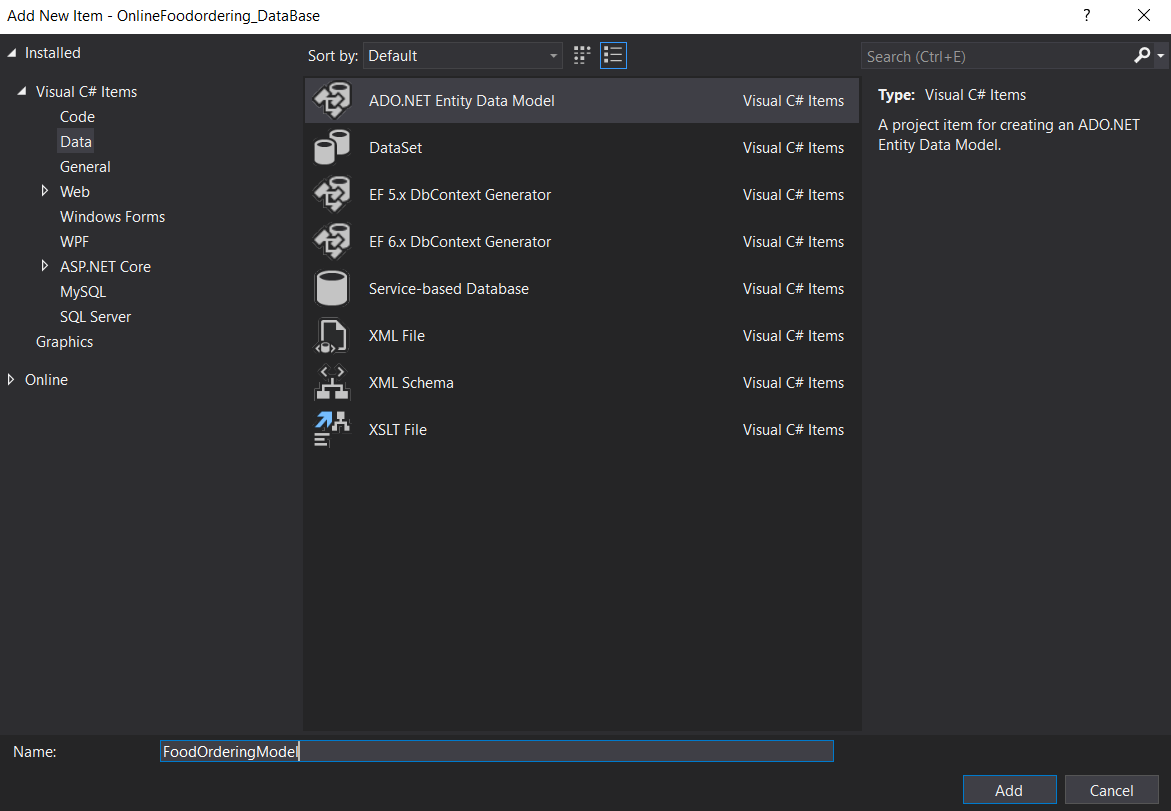 Add New Item - OnlineFoodordering_DataBase
?
Installed
Visual C# Items
Code
Data
General
Web
Windows Forms
WPF
ASP.NET Core
MySQL
SQL Server
Graphics
Online
Sort by: Default
ADO.NET Entity Data Model Visual C# Items
DataSet Visual C# Items
EF 5.x DbContext Generator Visual C# Items
EF 6.x DbContext Generator Visual C# Items
Service-based Database Visual C# Items
XML File Visual C# Items
XML Schema Visual C# Items
XSLT File Visual C# Items
Search (Ctrl+E)
Type: Visual C# Items
A project item for creating an ADO.NET
Entity Data Model.
Name: FoodOrderingModel
Add Cancel